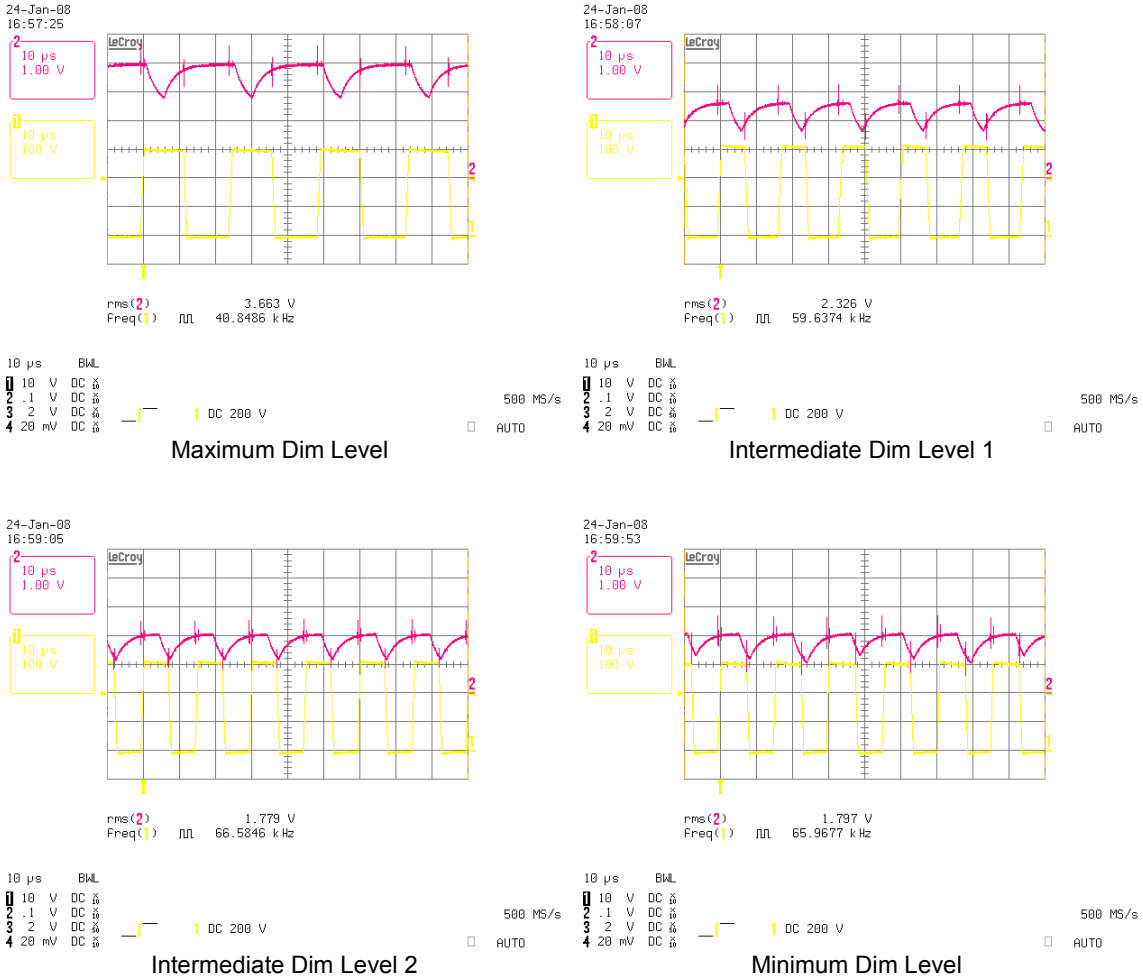 24-Jan-08
16:57:25
2
10 µs
1.00 V
LeCroy
1
10 µs
100 V
2
1
rms(2) 3.663 V
freq(1) 40.8486 kHz
10 µs BWL
1 10 V DC
2 .1 V DC
3 2 V DC
4 20 mV DC
1 DC 200 V
500 MS/s
AUTO
Maximum Dim Level
24-Jan-08
16:58:07
2
10 µs
1.00 V
LeCroy
1
10 µs
100 V
2
1
rms(2) 2.326 V
freq(1) 59.6374 kHz
10 µs BWL
1 10 V DC
2 .1 V DC
3 2 V DC
4 20 mV DC
1 DC 200 V
500 MS/s
AUTO
Intermediate Dim Level 1
24-Jan-08
16:59:05
2
10 µs
1.00 V
LeCroy
1
10 µs
100 V
2
1
rms(2) 1.779 V
freq(1) 66.5846 kHz
10 µs BWL
1 10 V DC
2 .1 V DC
3 2 V DC
4 20 mV DC
1 DC 200 V
500 MS/s
AUTO
Intermediate Dim Level 2
24-Jan-08
16:59:53
2
10 µs
1.00 V
LeCroy
1
10 µs
100 V
2
1
rms(2) 1.797 V
freq(1) 65.9677 kHz
10 µs BWL
1 10 V DC
2 .1 V DC
3 2 V DC
4 20 mV DC
1 DC 200 V
500 MS/s
AUTO
Minimum Dim Level